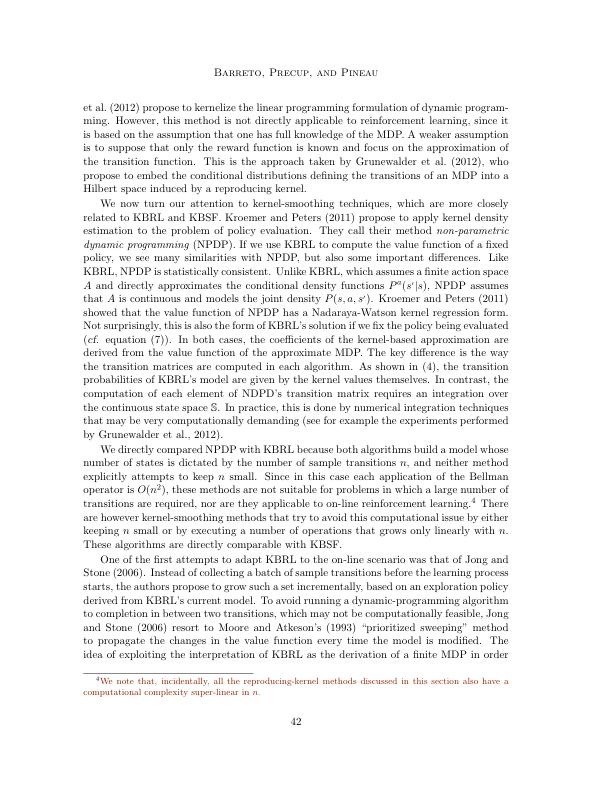 BARRETO, PRECUP, AND PINEAU
et al. (2012) propose to kernelize the linear programming formulation of dynamic program-
ming. However, this method is not directly applicable to reinforcement learning, since it
is based on the assumption that one has full knowledge of the MDP. A weaker assumption
is to suppose that only the reward function is known and focus on the approximation of
the transition function. This is the approach taken by Grunewalder et al. (2012), who
propose to embed the conditional distributions defining the transitions of an MDP into a
Hilbert space induced by a reproducing kernel.
We now turn our attention to kernel-smoothing techniques, which are more closely
related to KBRL and KBSF. Kroemer and Peters (2011) propose to apply kernel density
estimation to the problem of policy evaluation. They call their method non-parametric
dynamic programming (NPDP). If we use KBRL to compute the value function of a fixed
policy, we see many similarities with NPDP, but also some important differences. Like
KBRL, NPDP is statistically consistent. Unlike KBRL, which assumes a finite action space
A and directly approximates the conditional density functions Pᵃ(s′|s), NPDP assumes
that A is continuous and models the joint density P(s, a, s′). Kroemer and Peters (2011)
showed that the value function of NPDP has a Nadaraya-Watson kernel regression form.
Not surprisingly, this is also the form of KBRL's solution if we fix the policy being evaluated
(cf. equation (7)). In both cases, the coefficients of the kernel-based approximation are
derived from the value function of the approximate MDP. The key difference is the way
the transition matrices are computed in each algorithm. As shown in (4), the transition
probabilities of KBRL's model are given by the kernel values themselves. In contrast, the
computation of each element of NDPD's transition matrix requires an integration over
the continuous state space 𝕊. In practice, this is done by numerical integration techniques
that may be very computationally demanding (see for example the experiments performed
by Grunewalder et al., 2012).
We directly compared NPDP with KBRL because both algorithms build a model whose
number of states is dictated by the number of sample transitions n, and neither method
explicitly attempts to keep n small. Since in this case each application of the Bellman
operator is O(n²), these methods are not suitable for problems in which a large number of
transitions are required, nor are they applicable to on-line reinforcement learning.⁴ There
are however kernel-smoothing methods that try to avoid this computational issue by either
keeping n small or by executing a number of operations that grows only linearly with n.
These algorithms are directly comparable with KBSF.
One of the first attempts to adapt KBRL to the on-line scenario was that of Jong and
Stone (2006). Instead of collecting a batch of sample transitions before the learning process
starts, the authors propose to grow such a set incrementally, based on an exploration policy
derived from KBRL's current model. To avoid running a dynamic-programming algorithm
to completion in between two transitions, which may not be computationally feasible, Jong
and Stone (2006) resort to Moore and Atkeson's (1993) "prioritized sweeping" method
to propagate the changes in the value function every time the model is modified. The
idea of exploiting the interpretation of KBRL as the derivation of a finite MDP in order
⁴We note that, incidentally, all the reproducing-kernel methods discussed in this section also have a
computational complexity super-linear in n.
42